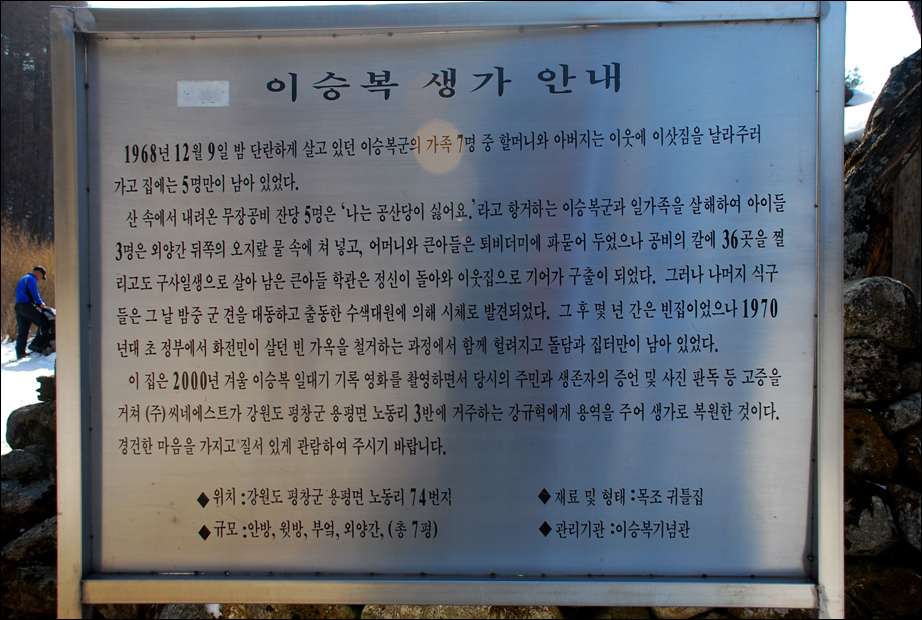 이승복 생가 안내
1968년 12월 9일 밤 단란하게 살고 있던 이승복군의 가족 7명 중 할머니와 아버지는 이웃에 이삿짐을 날라주러
가고 집에는 5명만이 남아 있었다.
산 속에서 내려온 무장공비 잔당 5명은 ‘나는 공산당이 싫어요.’라고 항거하는 이승복군과 일가족을 살해하여 아이들
3명은 외양간 뒤쪽의 오지랖 물 속에 쳐 넣고, 어머니와 큰아들은 퇴비더미에 파묻어 두었으나 공비의 칼에 36곳을 찔
리고도 구사일생으로 살아 남은 큰아들 학관은 정신이 돌아와 이웃집으로 기어가 구출이 되었다. 그러나 나머지 식구
들은 그 날 밤중 군 견을 대동하고 출동한 수색대원에 의해 시체로 발견되었다. 그 후 몇 년 간은 빈집이었으나 1970
년대 초 정부에서 화전민이 살던 빈 가옥을 철거하는 과정에서 함께 헐려지고 돌담과 집터만이 남아 있었다.
이 집은 2000년 겨울 이승복 일대기 기록 영화를 촬영하면서 당시의 주민과 생존자의 증언 및 사진 판독 등 고증을
거쳐 (주)씨네에스트가 강원도 평창군 용평면 노동리 3반에 거주하는 강규혁에게 용역을 주어 생가로 복원한 것이다.
경건한 마음을 가지고 질서 있게 관람하여 주시기 바랍니다.
◆위치 :강원도 평창군 용평면 노동리 74번지
◆재료 및 형태 :목조 귀틀집
◆규모 :안방, 윗방, 부엌, 외양간, (총 7평)
◆관리기관 :이승복기념관